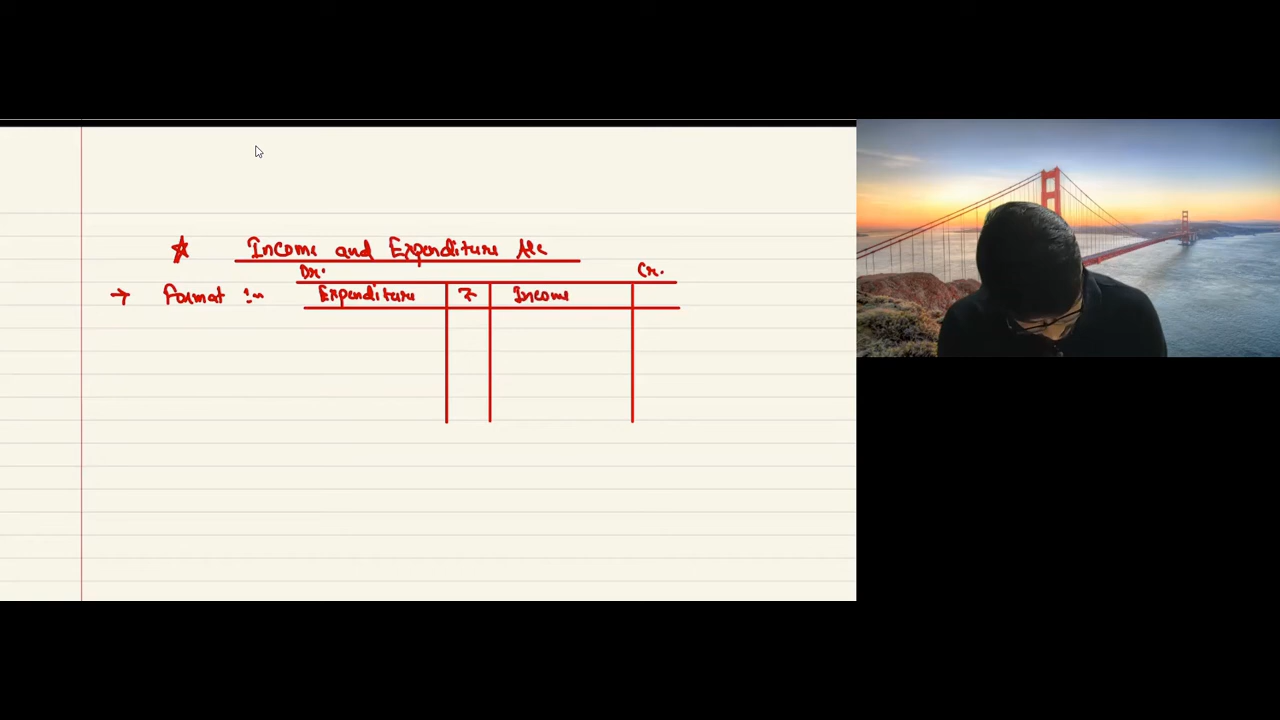 ☆ Income and Expenditure A/c
Dr. Cr.
→ Format :- Expenditure ₹ Income